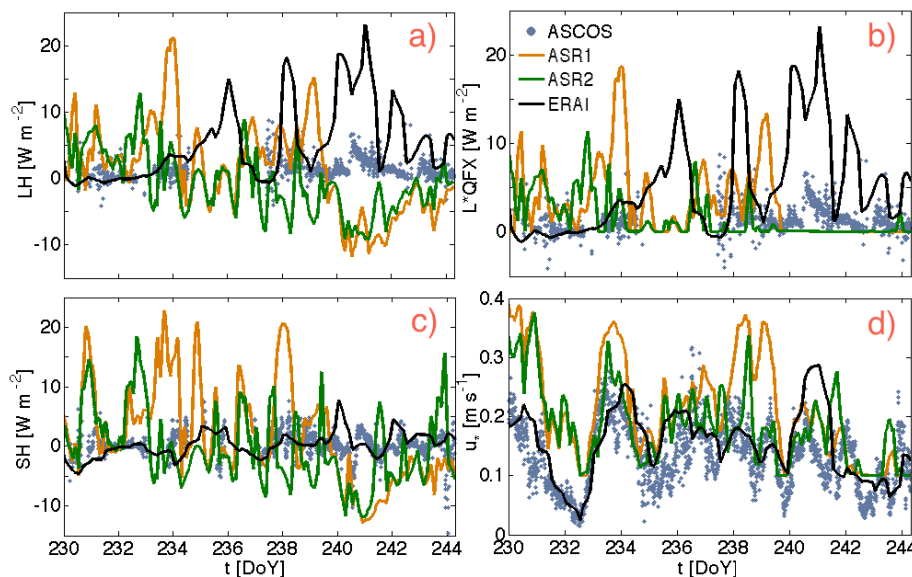 a)
20
10
0
-10
LH [W m-2]
b)
ASCOS
ASR1
ASR2
ERAI
20
10
0
L*QFX [W m-2]
c)
20
10
0
-10
SH [W m-2]
230 232 234 236 238 240 242 244
t [DoY]
d)
0.4
0.3
0.2
0.1
0
u* [m s-1]
230 232 234 236 238 240 242 244
t [DoY]